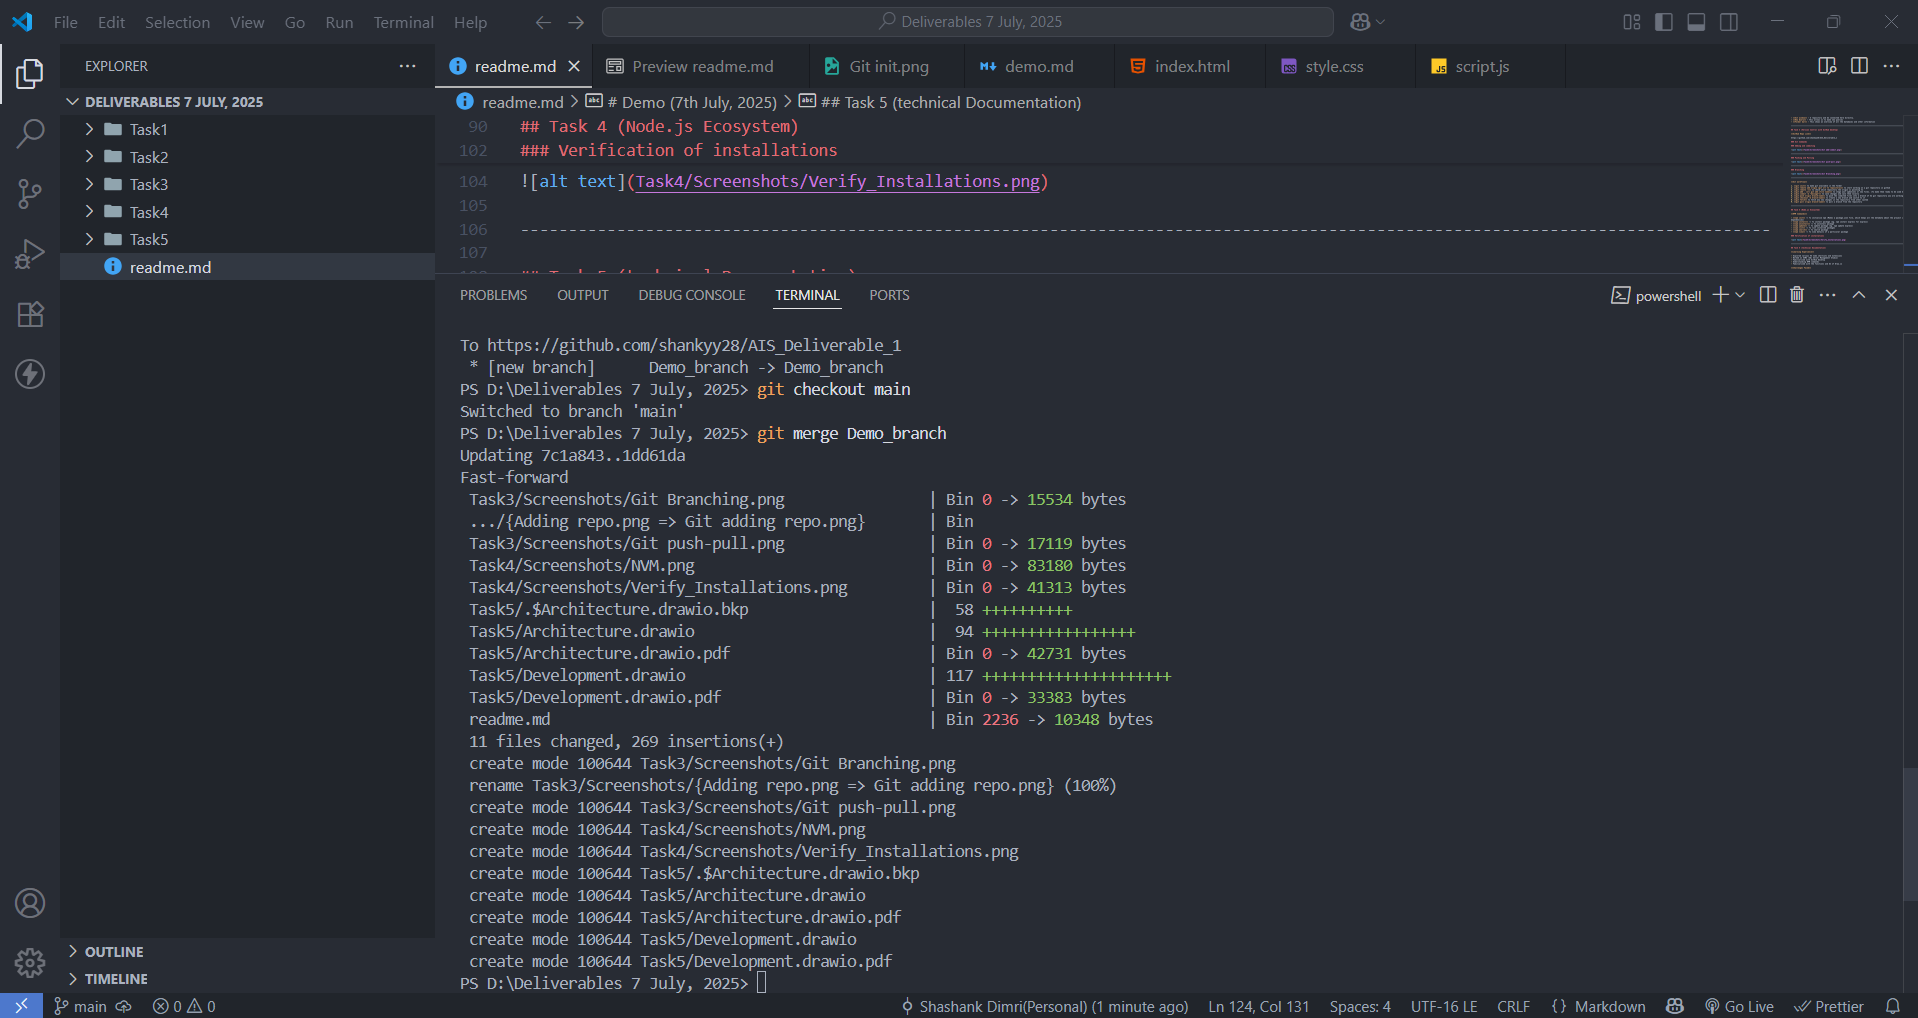 File Edit Selection View Go Run Terminal Help
Deliverables 7 July, 2025
EXPLORER
DELIVERABLES 7 JULY, 2025
Task1
Task2
Task3
Task4
Task5
readme.md
OUTLINE
TIMELINE
readme.md Preview readme.md Git init.png demo.md index.html style.css script.js
readme.md > # Demo (7th July, 2025) > ## Task 5 (technical Documentation)
90 ## Task 4 (Node.js Ecosystem)
102 ### Verification of installations
104 ![alt text](Task4/Screenshots/Verify_Installations.png)
105
106 ----------------------------------------------------------------------------------------------------------------------------------
107
PROBLEMS OUTPUT DEBUG CONSOLE TERMINAL PORTS
powershell
To https://github.com/shankyy28/AIS_Deliverable_1
* [new branch] Demo_branch -> Demo_branch
PS D:\Deliverables 7 July, 2025> git checkout main
Switched to branch 'main'
PS D:\Deliverables 7 July, 2025> git merge Demo_branch
Updating 7c1a843..1dd61da
Fast-forward
Task3/Screenshots/Git Branching.png | Bin 0 -> 15534 bytes
.../{Adding repo.png => Git adding repo.png} | Bin
Task3/Screenshots/Git push-pull.png | Bin 0 -> 17119 bytes
Task4/Screenshots/NVM.png | Bin 0 -> 83180 bytes
Task4/Screenshots/Verify_Installations.png | Bin 0 -> 41313 bytes
Task5/.$Architecture.drawio.bkp | 58 ++++++++++
Task5/Architecture.drawio | 94 +++++++++++++++++
Task5/Architecture.drawio.pdf | Bin 0 -> 42731 bytes
Task5/Development.drawio | 117 +++++++++++++++++++++
Task5/Development.drawio.pdf | Bin 0 -> 33383 bytes
readme.md | Bin 2236 -> 10348 bytes
11 files changed, 269 insertions(+)
create mode 100644 Task3/Screenshots/Git Branching.png
rename Task3/Screenshots/{Adding repo.png => Git adding repo.png} (100%)
create mode 100644 Task3/Screenshots/Git push-pull.png
create mode 100644 Task4/Screenshots/NVM.png
create mode 100644 Task4/Screenshots/Verify_Installations.png
create mode 100644 Task5/.$Architecture.drawio.bkp
create mode 100644 Task5/Architecture.drawio
create mode 100644 Task5/Architecture.drawio.pdf
create mode 100644 Task5/Development.drawio
create mode 100644 Task5/Development.drawio.pdf
PS D:\Deliverables 7 July, 2025>
main 0 0 Shashank Dimri(Personal) (1 minute ago) Ln 124, Col 131 Spaces: 4 UTF-16 LE CRLF {} Markdown Go Live Prettier